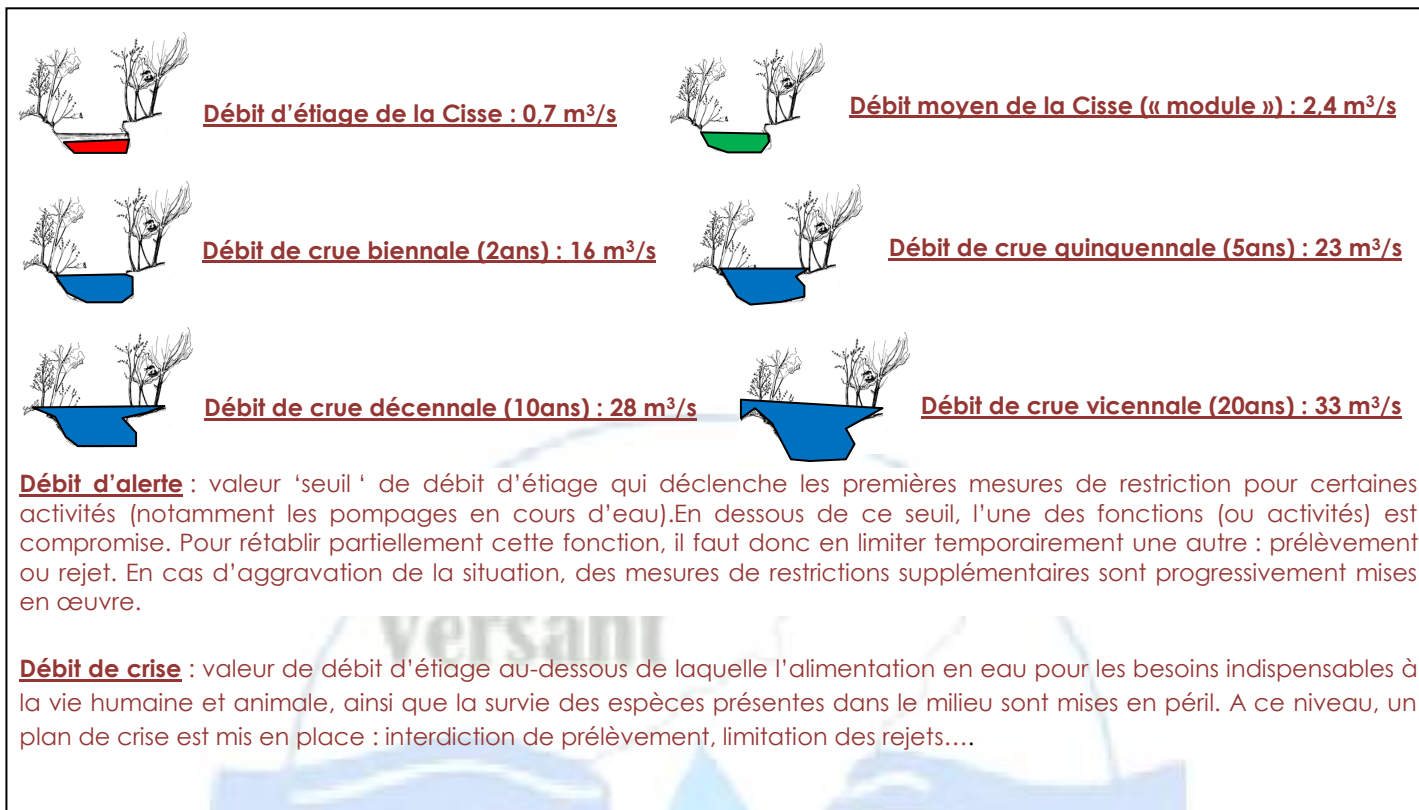 Débit d'étiage de la Cisse : 0,7 m³/s
Débit moyen de la Cisse (« module ») : 2,4 m³/s
Débit de crue biennale (2ans) : 16 m³/s
Débit de crue quinquennale (5ans) : 23 m³/s
Débit de crue décennale (10ans) : 28 m³/s
Débit de crue vicennale (20ans) : 33 m³/s
Débit d'alerte : valeur 'seuil ' de débit d'étiage qui déclenche les premières mesures de restriction pour certaines
activités (notamment les pompages en cours d'eau).En dessous de ce seuil, l'une des fonctions (ou activités) est
compromise. Pour rétablir partiellement cette fonction, il faut donc en limiter temporairement une autre : prélèvement
ou rejet. En cas d'aggravation de la situation, des mesures de restrictions supplémentaires sont progressivement mises
en œuvre.
versant
Débit de crise : valeur de débit d'étiage au-dessous de laquelle l'alimentation en eau pour les besoins indispensables à
la vie humaine et animale, ainsi que la survie des espèces présentes dans le milieu sont mises en péril. A ce niveau, un
plan de crise est mis en place : interdiction de prélèvement, limitation des rejets….